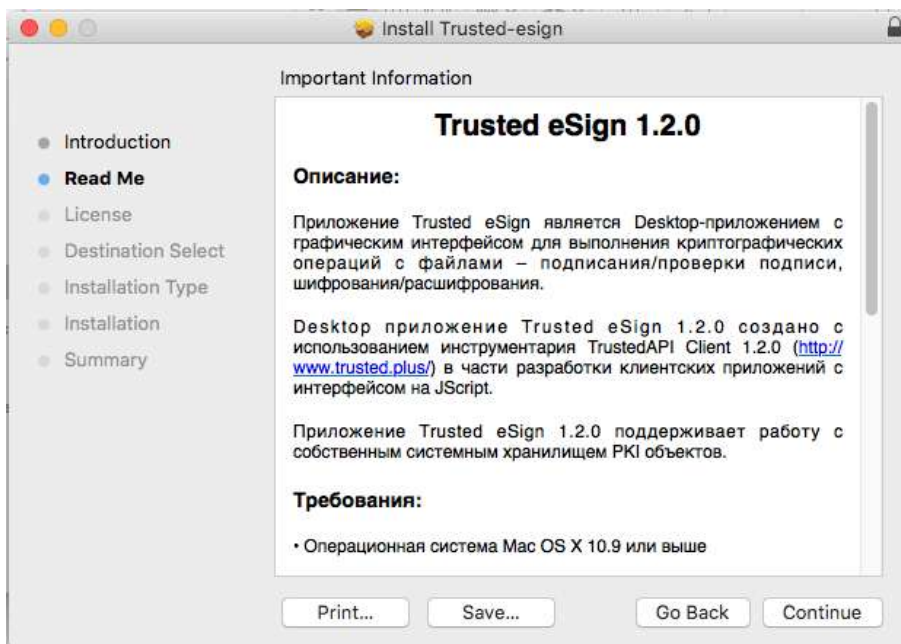 Install Trusted-esign
Important Information
Introduction
Read Me
License
Destination Select
Installation Type
Installation
Summary
Trusted eSign 1.2.0
Описание:
Приложение Trusted eSign является Desktop-приложением с
графическим интерфейсом для выполнения криптографических
операций с файлами – подписания/проверки подписи,
шифрования/расшифрования.
Desktop приложение Trusted eSign 1.2.0 создано с
использованием инструментария TrustedAPI Client 1.2.0 (http://
www.trusted.plus/) в части разработки клиентских приложений с
интерфейсом на JScript.
Приложение Trusted eSign 1.2.0 поддерживает работу с
собственным системным хранилищем PKI объектов.
Требования:
• Операционная система Mac OS X 10.9 или выше
Print... Save... Go Back Continue